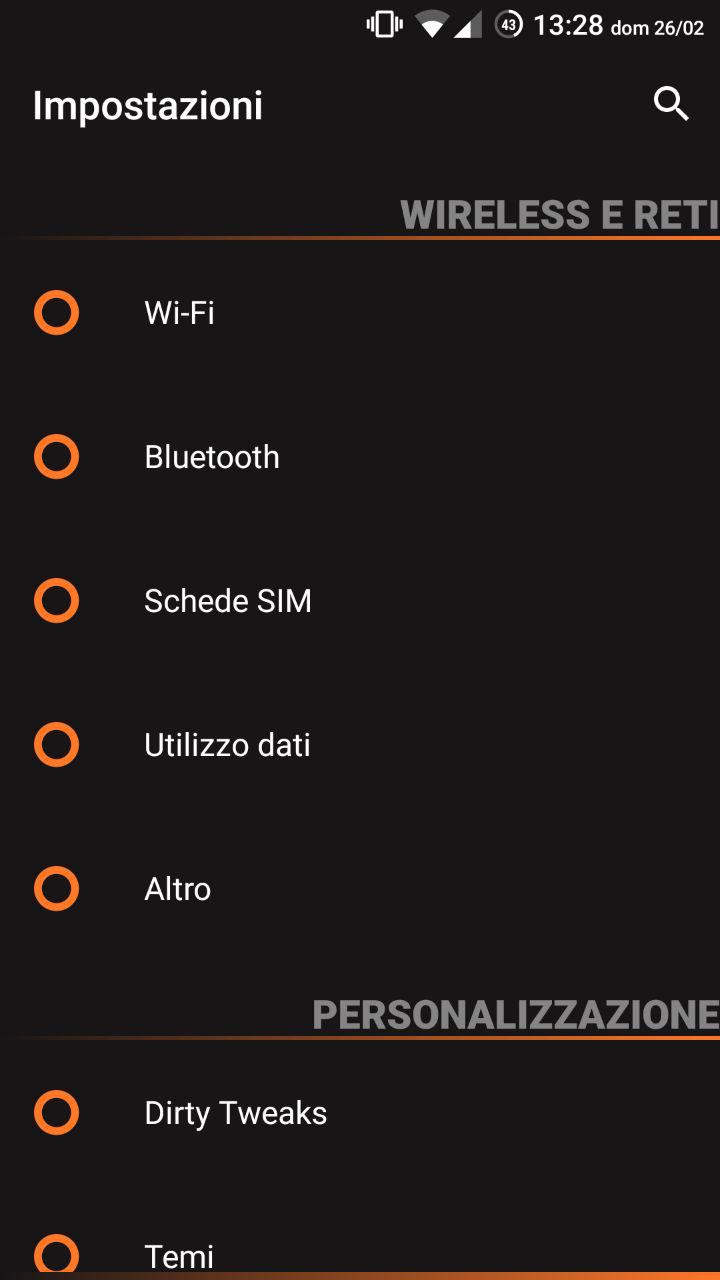 43 13:28 dom 26/02
Impostazioni
WIRELESS E RETI
Wi-Fi
Bluetooth
Schede SIM
Utilizzo dati
Altro
PERSONALIZZAZIONE
Dirty Tweaks
Temi